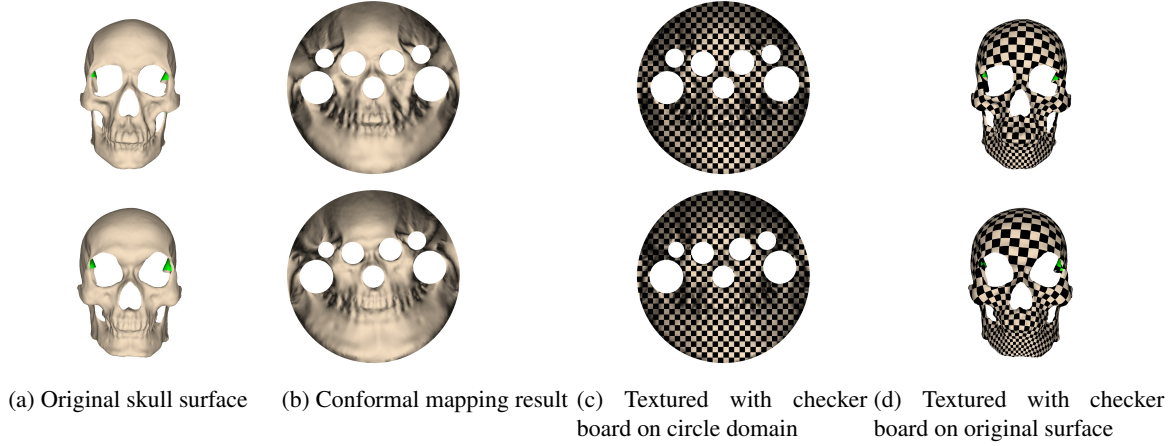 (a) Original skull surface
(b) Conformal mapping result
(c) Textured with checker
board on circle domain
(d) Textured with checker
board on original surface